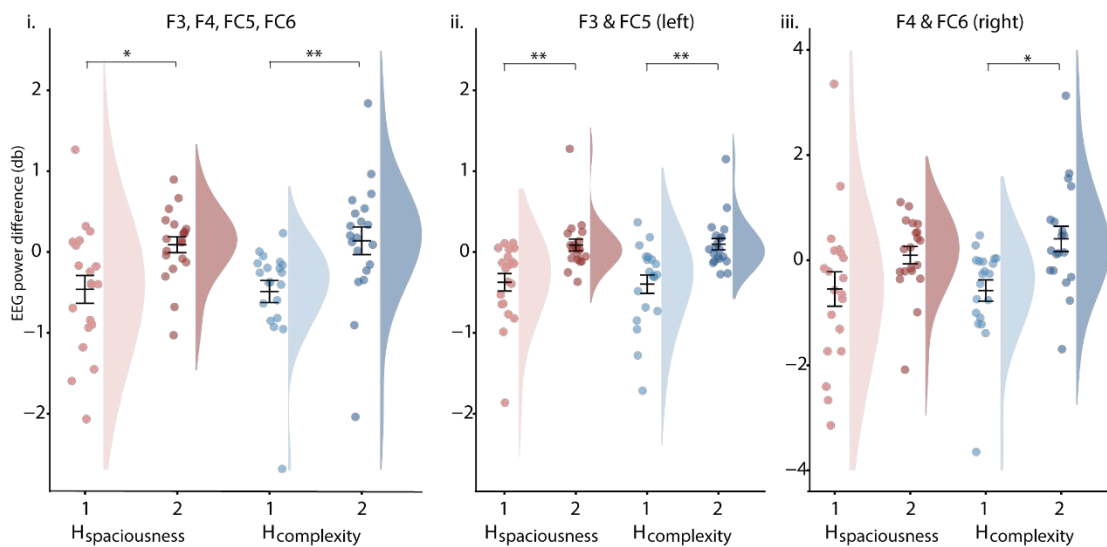 i.
F3, F4, FC5, FC6
ii.
F3 & FC5 (left)
iii.
F4 & FC6 (right)
EEG power difference (db)
2
1
0
−1
−2
*
**
1
2
1
2
Hspaciousness
Hcomplexity
2
1
0
−1
−2
**
**
1
2
1
2
Hspaciousness
Hcomplexity
4
2
0
−2
−4
*
1
2
1
2
Hspaciousness
Hcomplexity